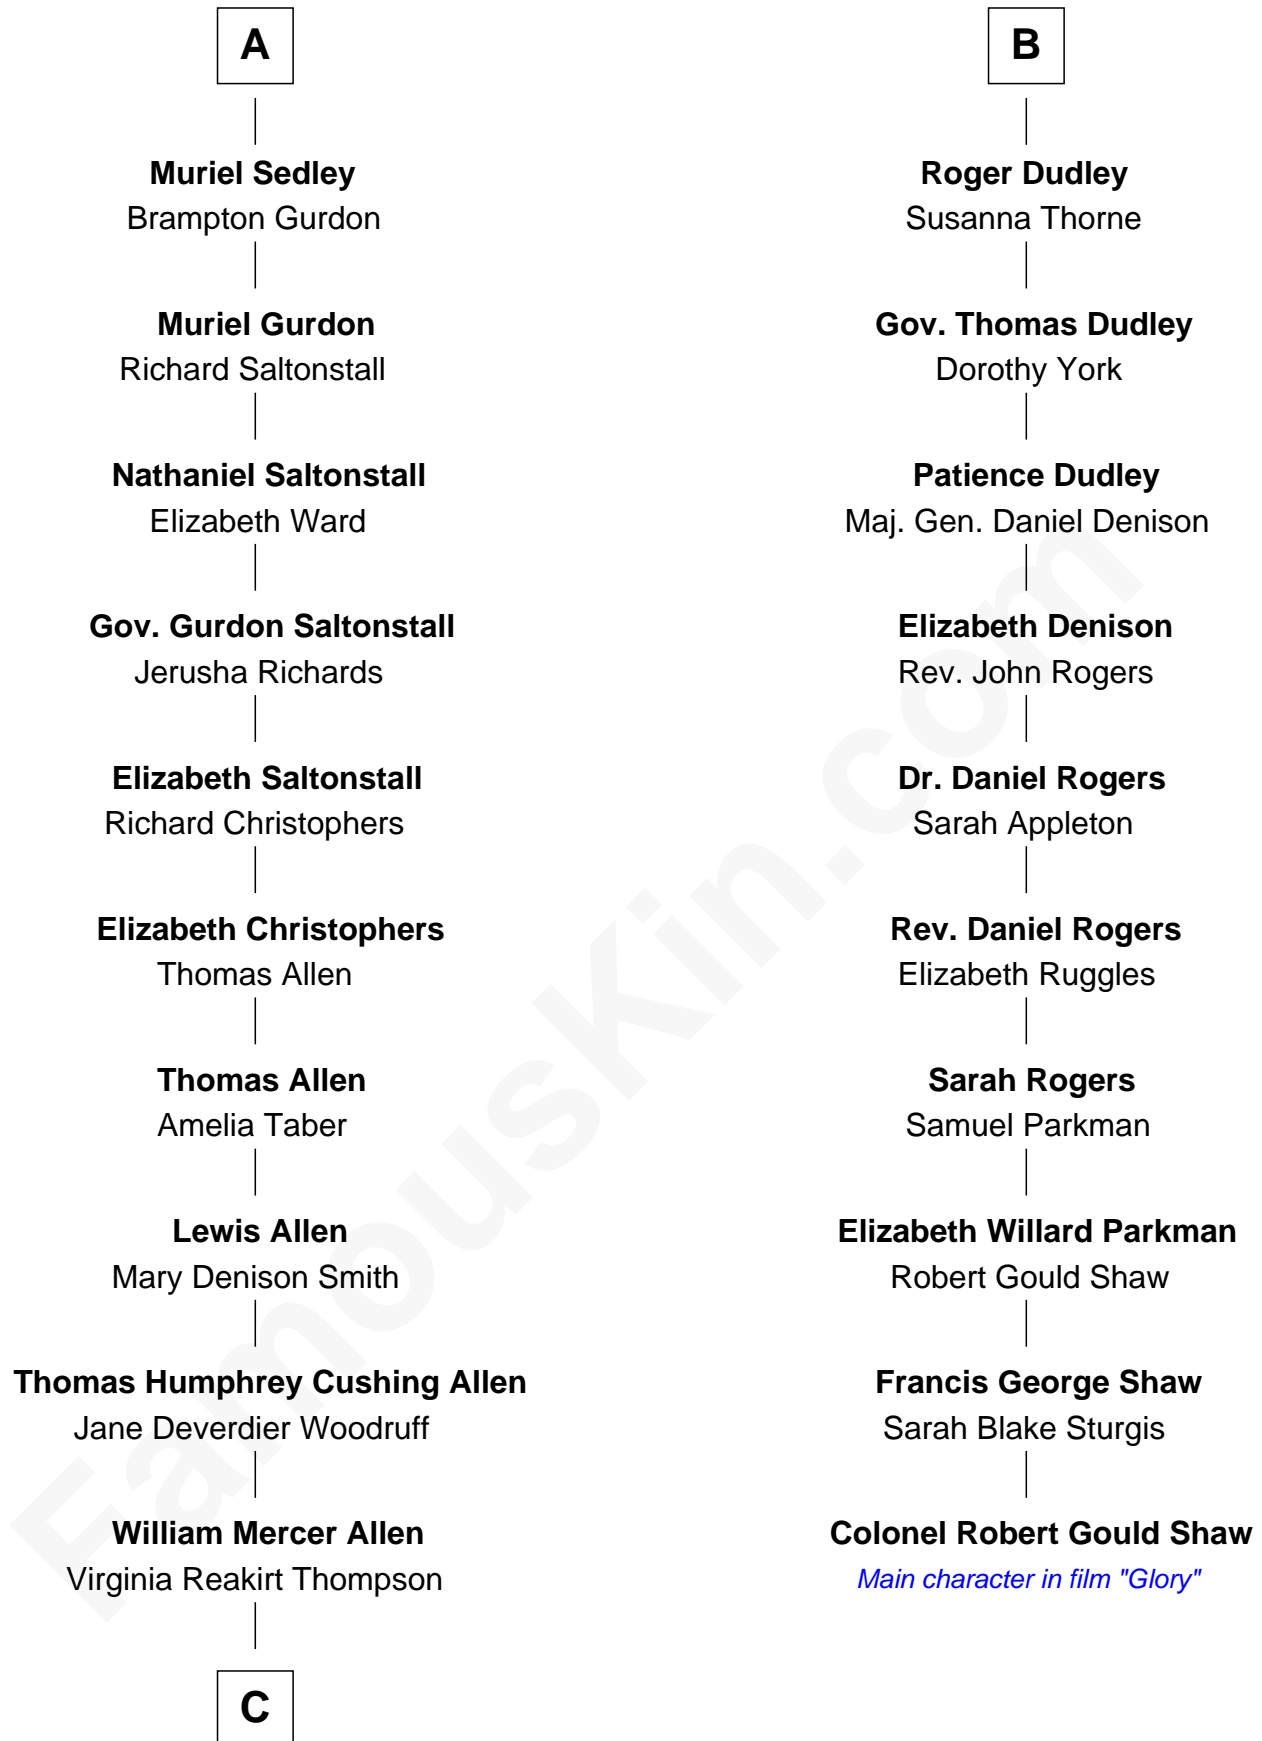 A
Muriel Sedley
Brampton Gurdon
Muriel Gurdon
Richard Saltonstall
Nathaniel Saltonstall
Elizabeth Ward
Gov. Gurdon Saltonstall
Jerusha Richards
Elizabeth Saltonstall
Richard Christophers
Elizabeth Christophers
Thomas Allen
Thomas Allen
Amelia Taber
Lewis Allen
Mary Denison Smith
Thomas Humphrey Cushing Allen
Jane Deverdier Woodruff
William Mercer Allen
Virginia Reakirt Thompson
C
B
Roger Dudley
Susanna Thorne
Gov. Thomas Dudley
Dorothy York
Patience Dudley
Maj. Gen. Daniel Denison
Elizabeth Denison
Rev. John Rogers
Dr. Daniel Rogers
Sarah Appleton
Rev. Daniel Rogers
Elizabeth Ruggles
Sarah Rogers
Samuel Parkman
Elizabeth Willard Parkman
Robert Gould Shaw
Francis George Shaw
Sarah Blake Sturgis
Colonel Robert Gould Shaw
Main character in film "Glory"
FamousKin.com